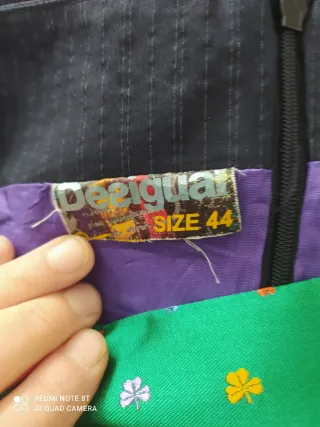 Desigual
SIZE 44
REDMI NOTE 8T
AI QUAD CAMERA